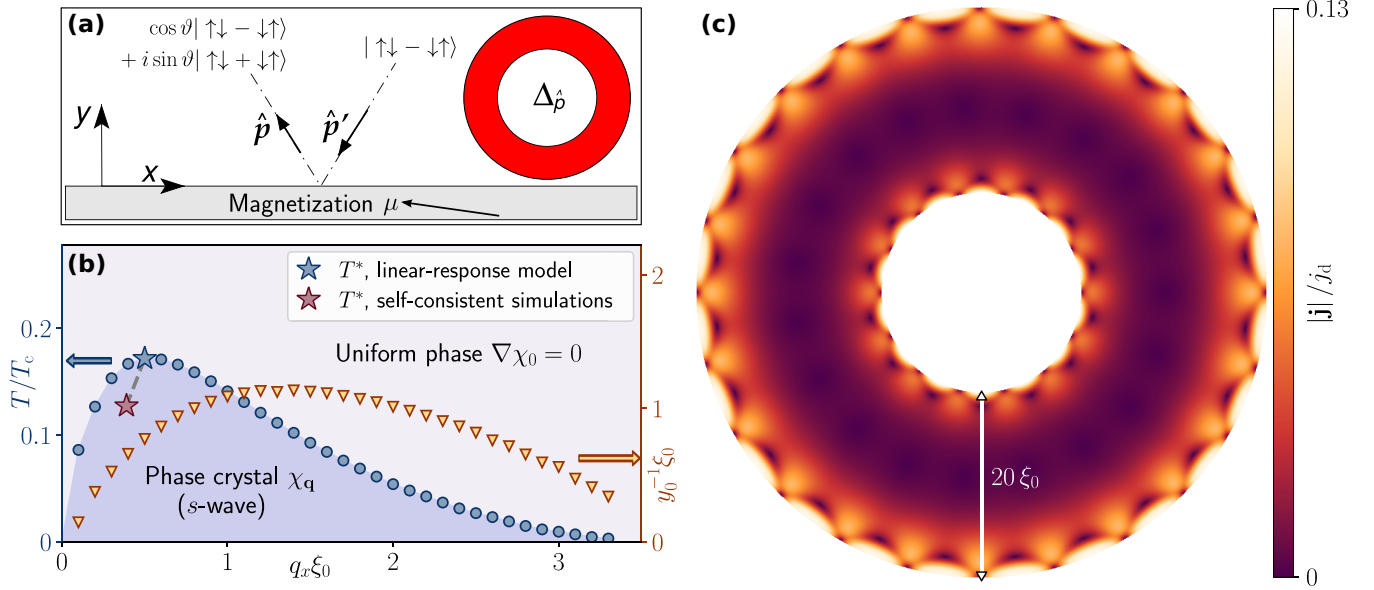 (a)
cos ϑ| ↑↓ − ↓↑⟩
+ i sin ϑ| ↑↓ + ↓↑⟩
| ↑↓ − ↓↑⟩
Δp̂
y
p̂
p̂′
x
Magnetization μ
(b)
T*, linear-response model
T*, self-consistent simulations
Uniform phase ∇χ₀ = 0
Phase crystal χ_q
(s-wave)
T/T_c
0.2
0.1
0
0
1
2
3
q_xξ₀
2
1
0
y₀⁻¹ξ₀
(c)
20 ξ₀
0.13
|j|/j_d
0